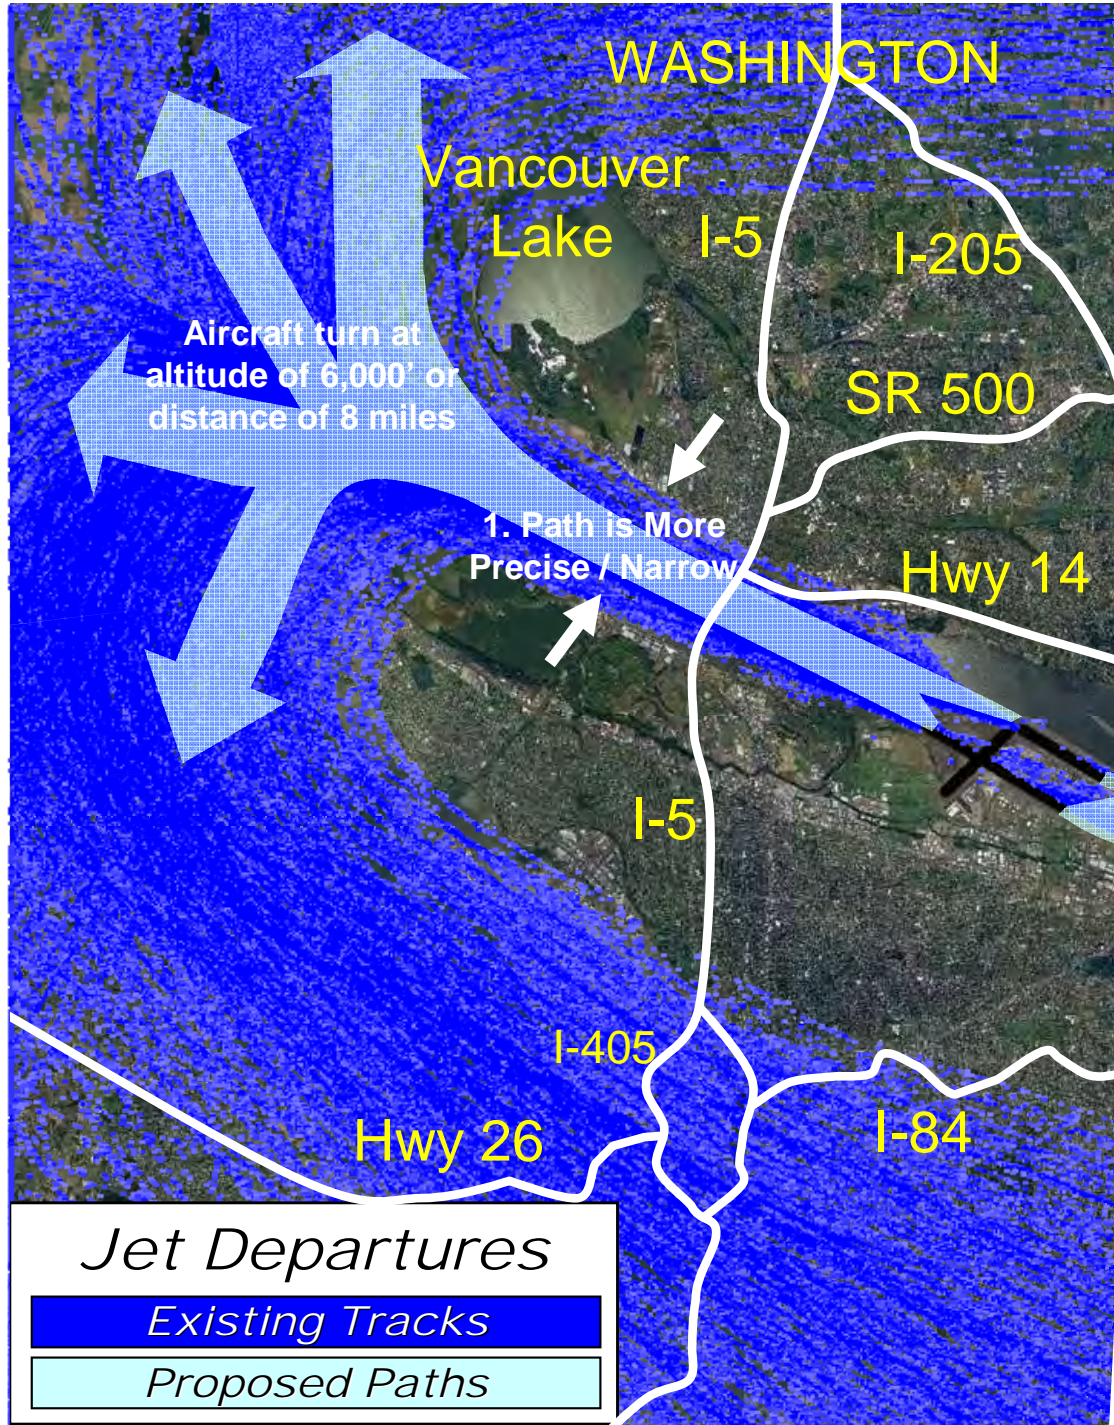 WASHINGTON
Vancouver
Lake
I-5
I-205
Aircraft turn at
altitude of 6,000' or
distance of 8 miles
SR 500
1. Path is More
Precise / Narrow
Hwy 14
I-5
I-405
Hwy 26
I-84
Jet Departures
Existing Tracks
Proposed Paths